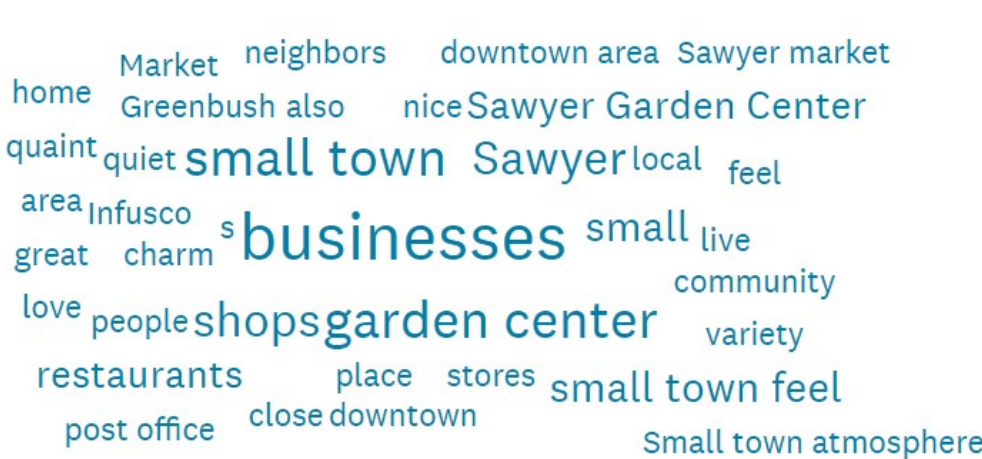 neighbors downtown area Sawyer market
Market
home Greenbush also nice Sawyer Garden Center
quaint quiet small town Sawyer local feel
area Infusco s businesses small live
great charm
community
love people shops garden center variety
restaurants place stores small town feel
post office close downtown
Small town atmosphere